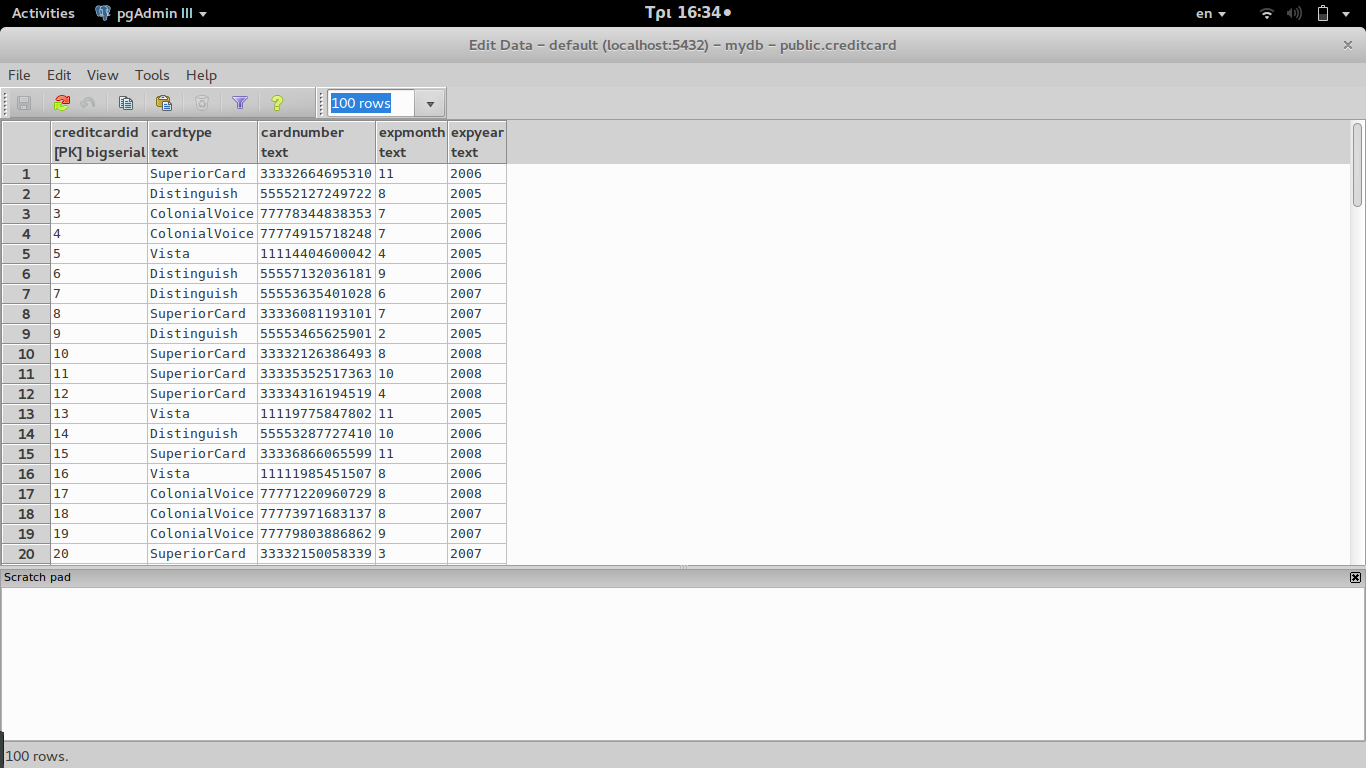 Activities pgAdmin III Τρι 16:34 en
Edit Data – default (localhost:5432) – mydb – public.creditcard
File Edit View Tools Help
100 rows
creditcardid cardtype cardnumber expmonth expyear
[PK] bigserial text text text text
1 1 SuperiorCard 33332664695310 11 2006
2 2 Distinguish 55552127249722 8 2005
3 3 ColonialVoice 77778344838353 7 2005
4 4 ColonialVoice 77774915718248 7 2006
5 5 Vista 11114404600042 4 2005
6 6 Distinguish 55557132036181 9 2006
7 7 Distinguish 55553635401028 6 2007
8 8 SuperiorCard 33336081193101 7 2007
9 9 Distinguish 55553465625901 2 2005
10 10 SuperiorCard 33332126386493 8 2008
11 11 SuperiorCard 33335352517363 10 2008
12 12 SuperiorCard 33334316194519 4 2008
13 13 Vista 11119775847802 11 2005
14 14 Distinguish 55553287727410 10 2006
15 15 SuperiorCard 33336866065599 11 2008
16 16 Vista 11111985451507 8 2006
17 17 ColonialVoice 77771220960729 8 2008
18 18 ColonialVoice 77773971683137 8 2007
19 19 ColonialVoice 77779803886862 9 2007
20 20 SuperiorCard 33332150058339 3 2007
Scratch pad
100 rows.